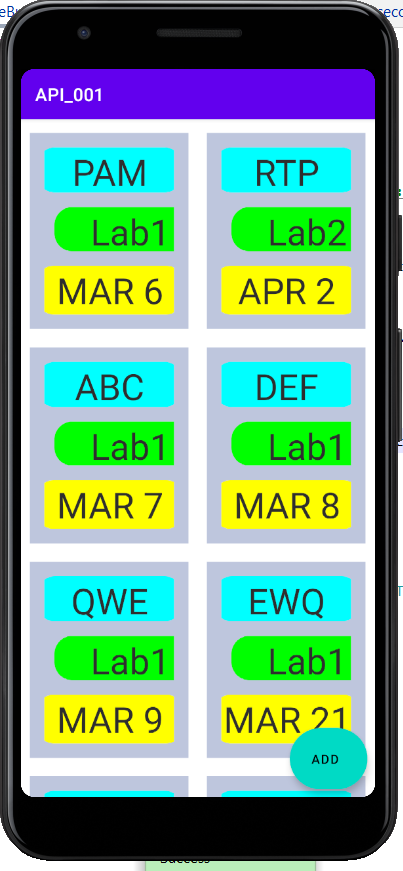 API_001
PAM
Lab1
MAR 6
RTP
Lab2
APR 2
ABC
Lab1
MAR 7
DEF
Lab1
MAR 8
QWE
Lab1
MAR 9
EWQ
Lab1
MAR 21
ADD
Success